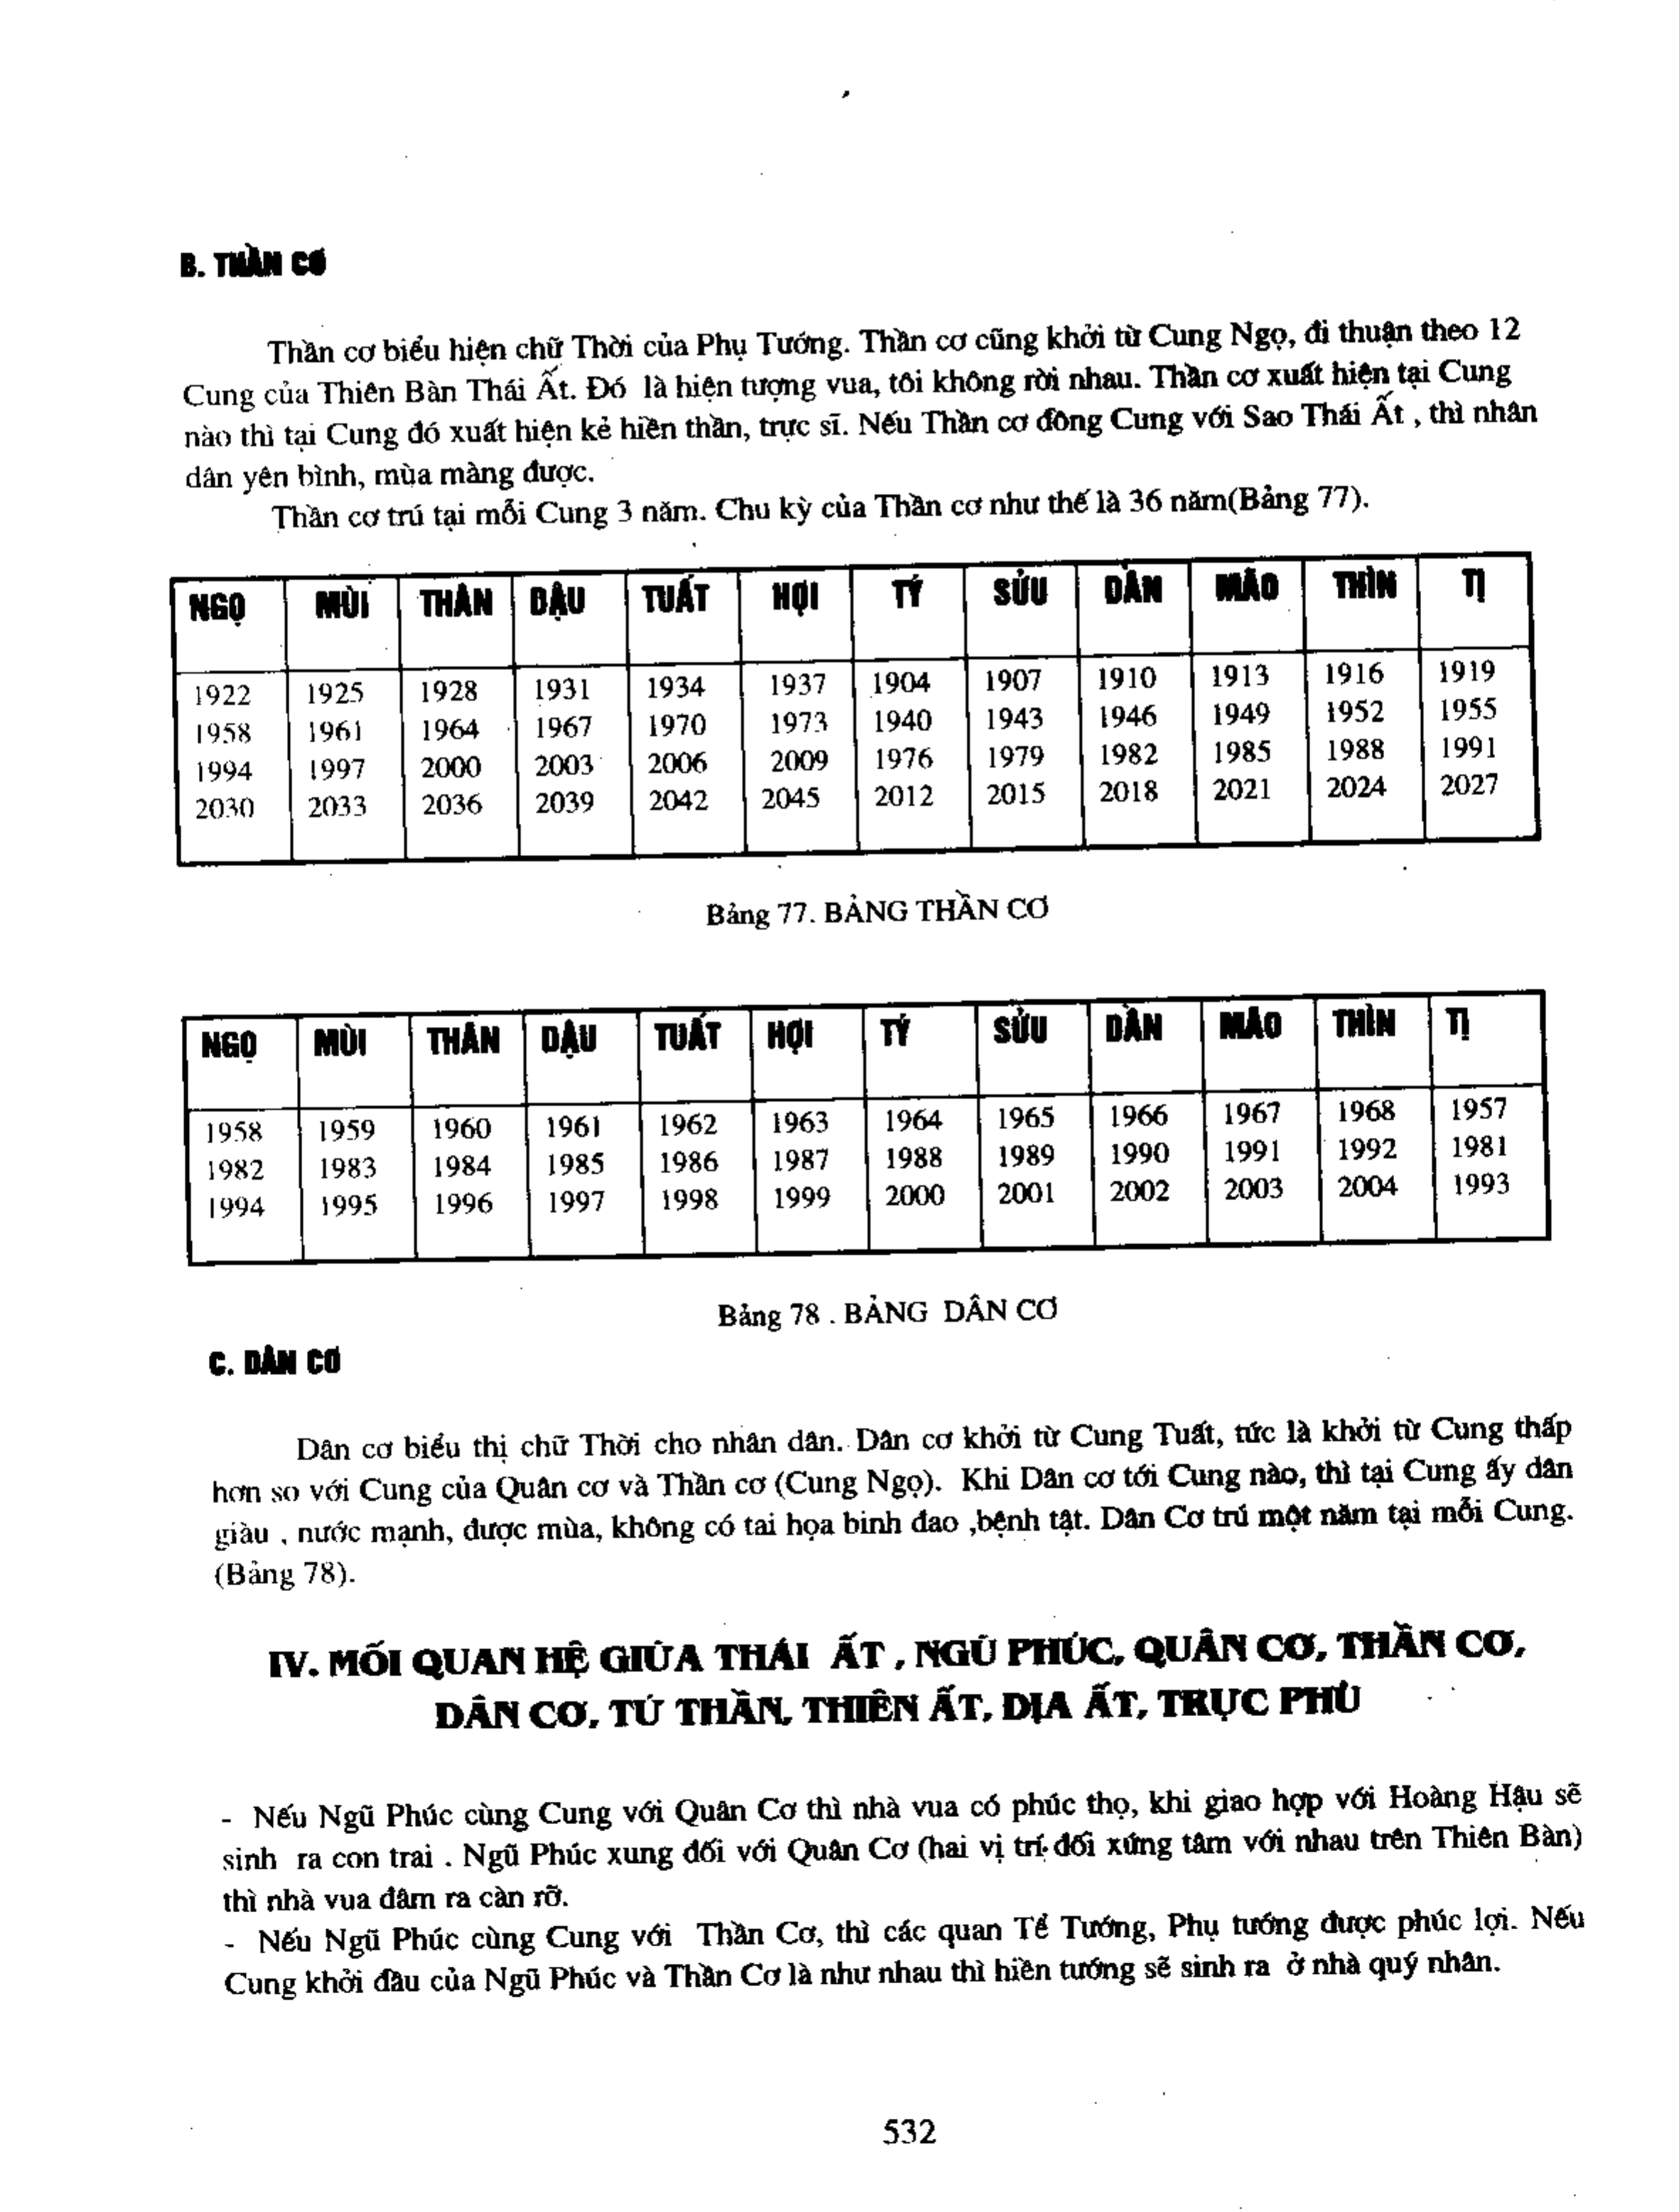 B. THẦN CƠ
Thần cơ biểu hiện chữ Thời của Phụ Tướng. Thần cơ cũng khởi từ Cung Ngọ, đi thuận theo 12
Cung của Thiên Bàn Thái Ất. Đó là hiện tượng vua, tôi không rời nhau. Thần cơ xuất hiện tại Cung
nào thì tại Cung đó xuất hiện kẻ hiền thần, trực sĩ. Nếu Thần cơ đồng Cung với Sao Thái Ất , thì nhân
dân yên bình, mùa màng được.
Thần cơ trú tại mỗi Cung 3 năm. Chu kỳ của Thần cơ như thế là 36 năm(Bảng 77).
NGỌ MÙI THÂN DẬU TUẤT HỢI TÝ SỬU DẦN MÃO THÌN TỊ
1922 1925 1928 1931 1934 1937 1904 1907 1910 1913 1916 1919
1958 1961 1964 1967 1970 1973 1940 1943 1946 1949 1952 1955
1994 1997 2000 2003 2006 2009 1976 1979 1982 1985 1988 1991
2030 2033 2036 2039 2042 2045 2012 2015 2018 2021 2024 2027
Bảng 77. BẢNG THẦN CƠ
NGỌ MÙI THÂN DẬU TUẤT HỢI TÝ SỬU DẦN MÃO THÌN TỊ
1958 1959 1960 1961 1962 1963 1964 1965 1966 1967 1968 1957
1982 1983 1984 1985 1986 1987 1988 1989 1990 1991 1992 1981
1994 1995 1996 1997 1998 1999 2000 2001 2002 2003 2004 1993
Bảng 78 . BẢNG DÂN CƠ
C. DÂN CƠ
Dân cơ biểu thị chữ Thời cho nhân dân. Dân cơ khởi từ Cung Tuất, tức là khởi từ Cung thấp
hơn so với Cung của Quân cơ và Thần cơ (Cung Ngọ). Khi Dân cơ tới Cung nào, thì tại Cung ấy dân
giàu , nước mạnh, được mùa, không có tai họa binh đao ,bệnh tật. Dân Cơ trú một năm tại mỗi Cung.
(Bảng 78).
IV. MỐI QUAN HỆ GIỮA THÁI ẤT , NGŨ PHÚC, QUÂN CƠ, THẦN CƠ,
DÂN CƠ, TỨ THẦN, THIÊN ẤT, ĐỊA ẤT, TRỰC PHÙ
- Nếu Ngũ Phúc cùng Cung với Quân Cơ thì nhà vua có phúc thọ, khi giao hợp với Hoàng Hậu sẽ
sinh ra con trai . Ngũ Phúc xung đối với Quân Cơ (hai vị trí đối xứng tâm với nhau trên Thiên Bàn)
thì nhà vua đâm ra càn rỡ.
- Nếu Ngũ Phúc cùng Cung với Thần Cơ, thì các quan Tể Tướng, Phụ tướng được phúc lợi. Nếu
Cung khởi đầu của Ngũ Phúc và Thần Cơ là như nhau thì hiền tướng sẽ sinh ra ở nhà quý nhân.
532